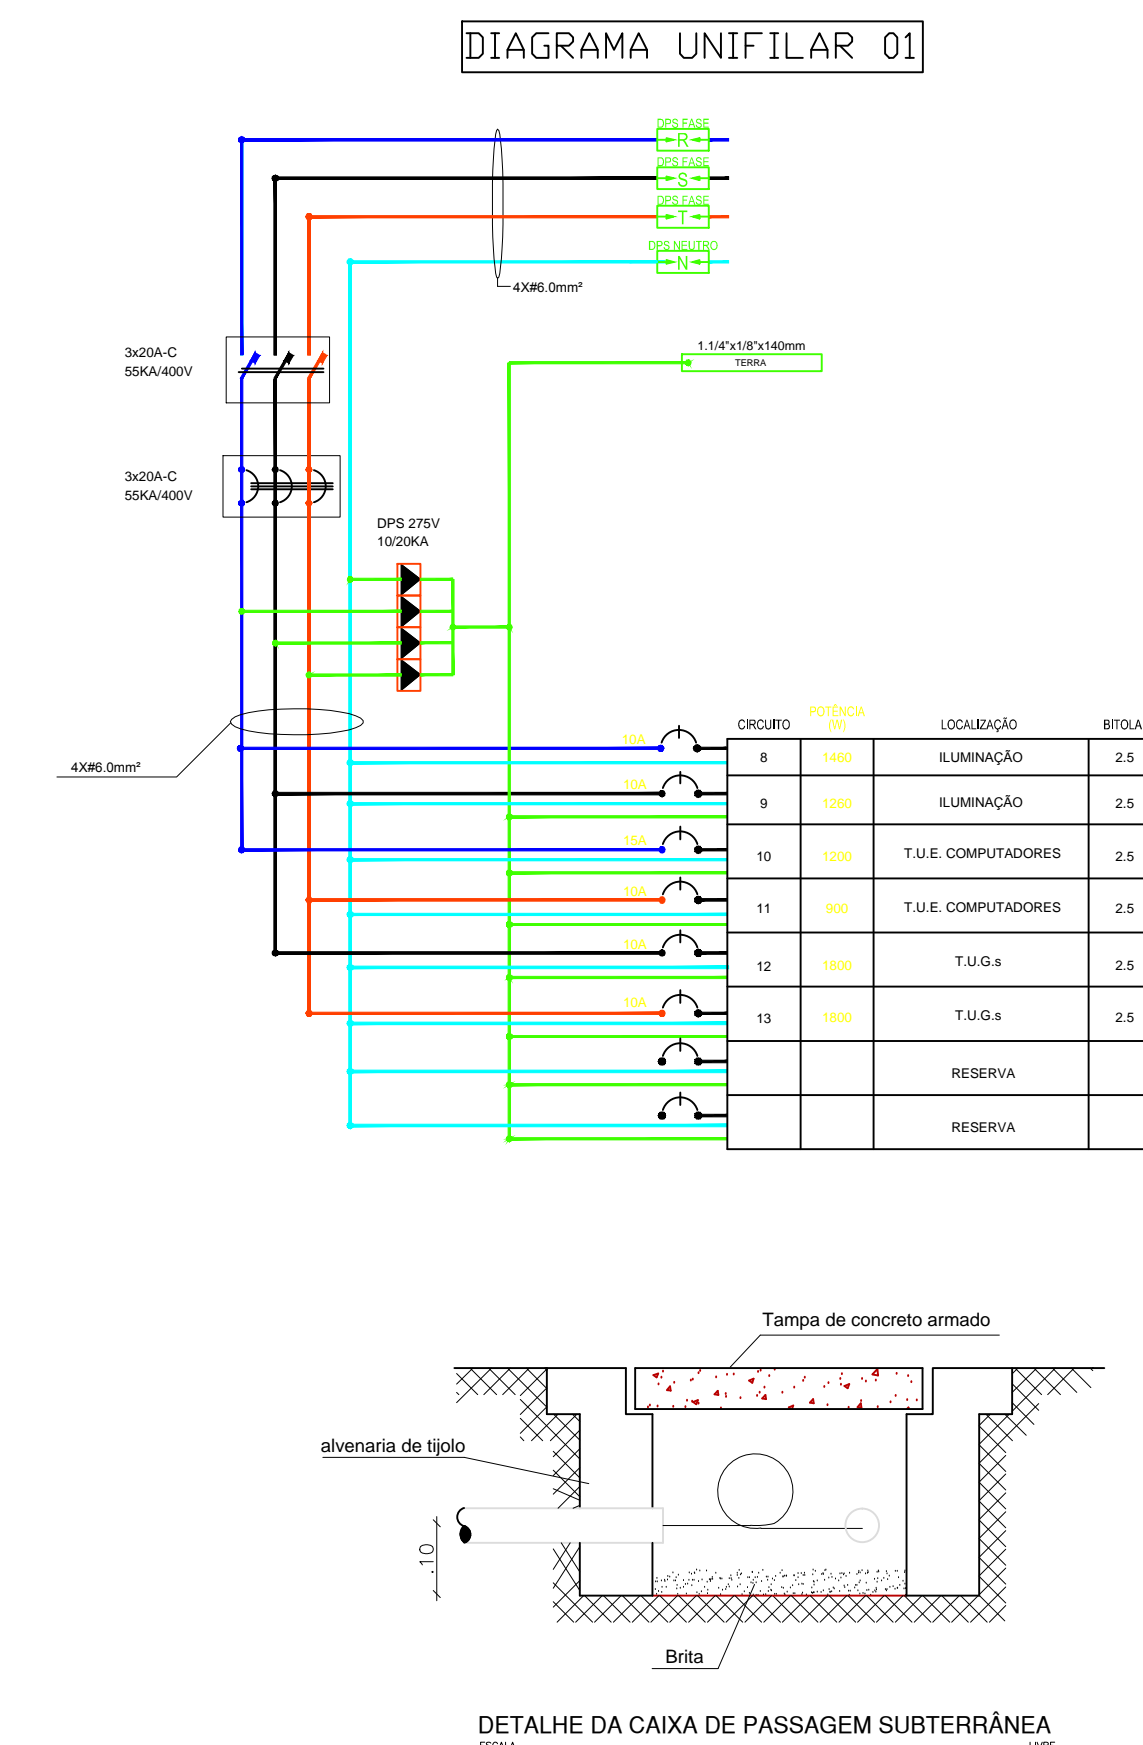 DIAGRAMA UNIFILAR 01
DPS FASE
R
DPS FASE
S
DPS FASE
T
DPS NEUTRO
N
4X#6.0mm²
1.1/4"x1/8"x140mm
TERRA
3x20A-C
55KA/400V
3x20A-C
55KA/400V
DPS 275V
10/20KA
4X#6.0mm²
CIRCUITO POTÊNCIA (W) LOCALIZAÇÃO BITOLA
10A 8 1460 ILUMINAÇÃO 2.5
10A 9 1280 ILUMINAÇÃO 2.5
15A 10 1200 T.U.E. COMPUTADORES 2.5
10A 11 900 T.U.E. COMPUTADORES 2.5
10A 12 1800 T.U.G.s 2.5
10A 13 1800 T.U.G.s 2.5
RESERVA
RESERVA
Tampa de concreto armado
alvenaria de tijolo
.10
Brita
DETALHE DA CAIXA DE PASSAGEM SUBTERRÂNEA